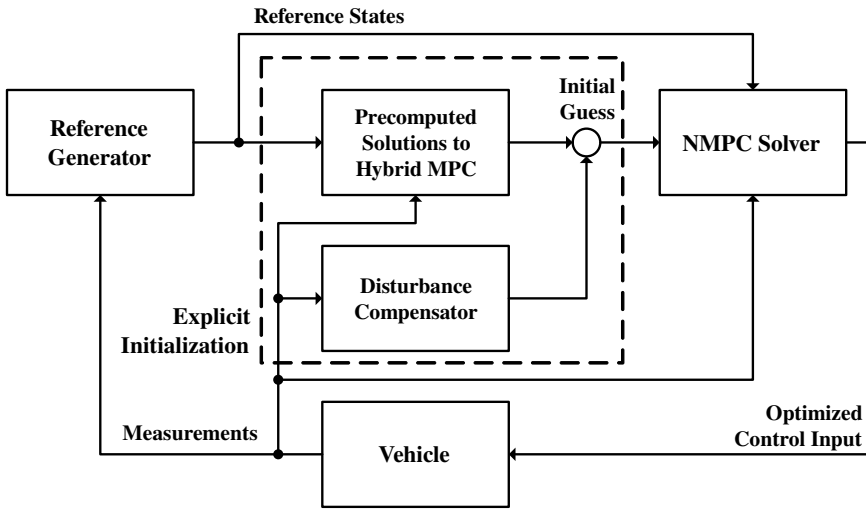 Reference States
Reference
Generator
Precomputed
Solutions to
Hybrid MPC
Initial
Guess
NMPC Solver
Disturbance
Compensator
Explicit
Initialization
Measurements
Vehicle
Optimized
Control Input